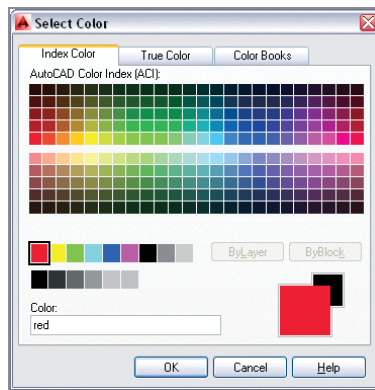 Select Color
Index Color True Color Color Books
AutoCAD Color Index (ACI):
ByLayer ByBlock
Color:
red
OK Cancel Help